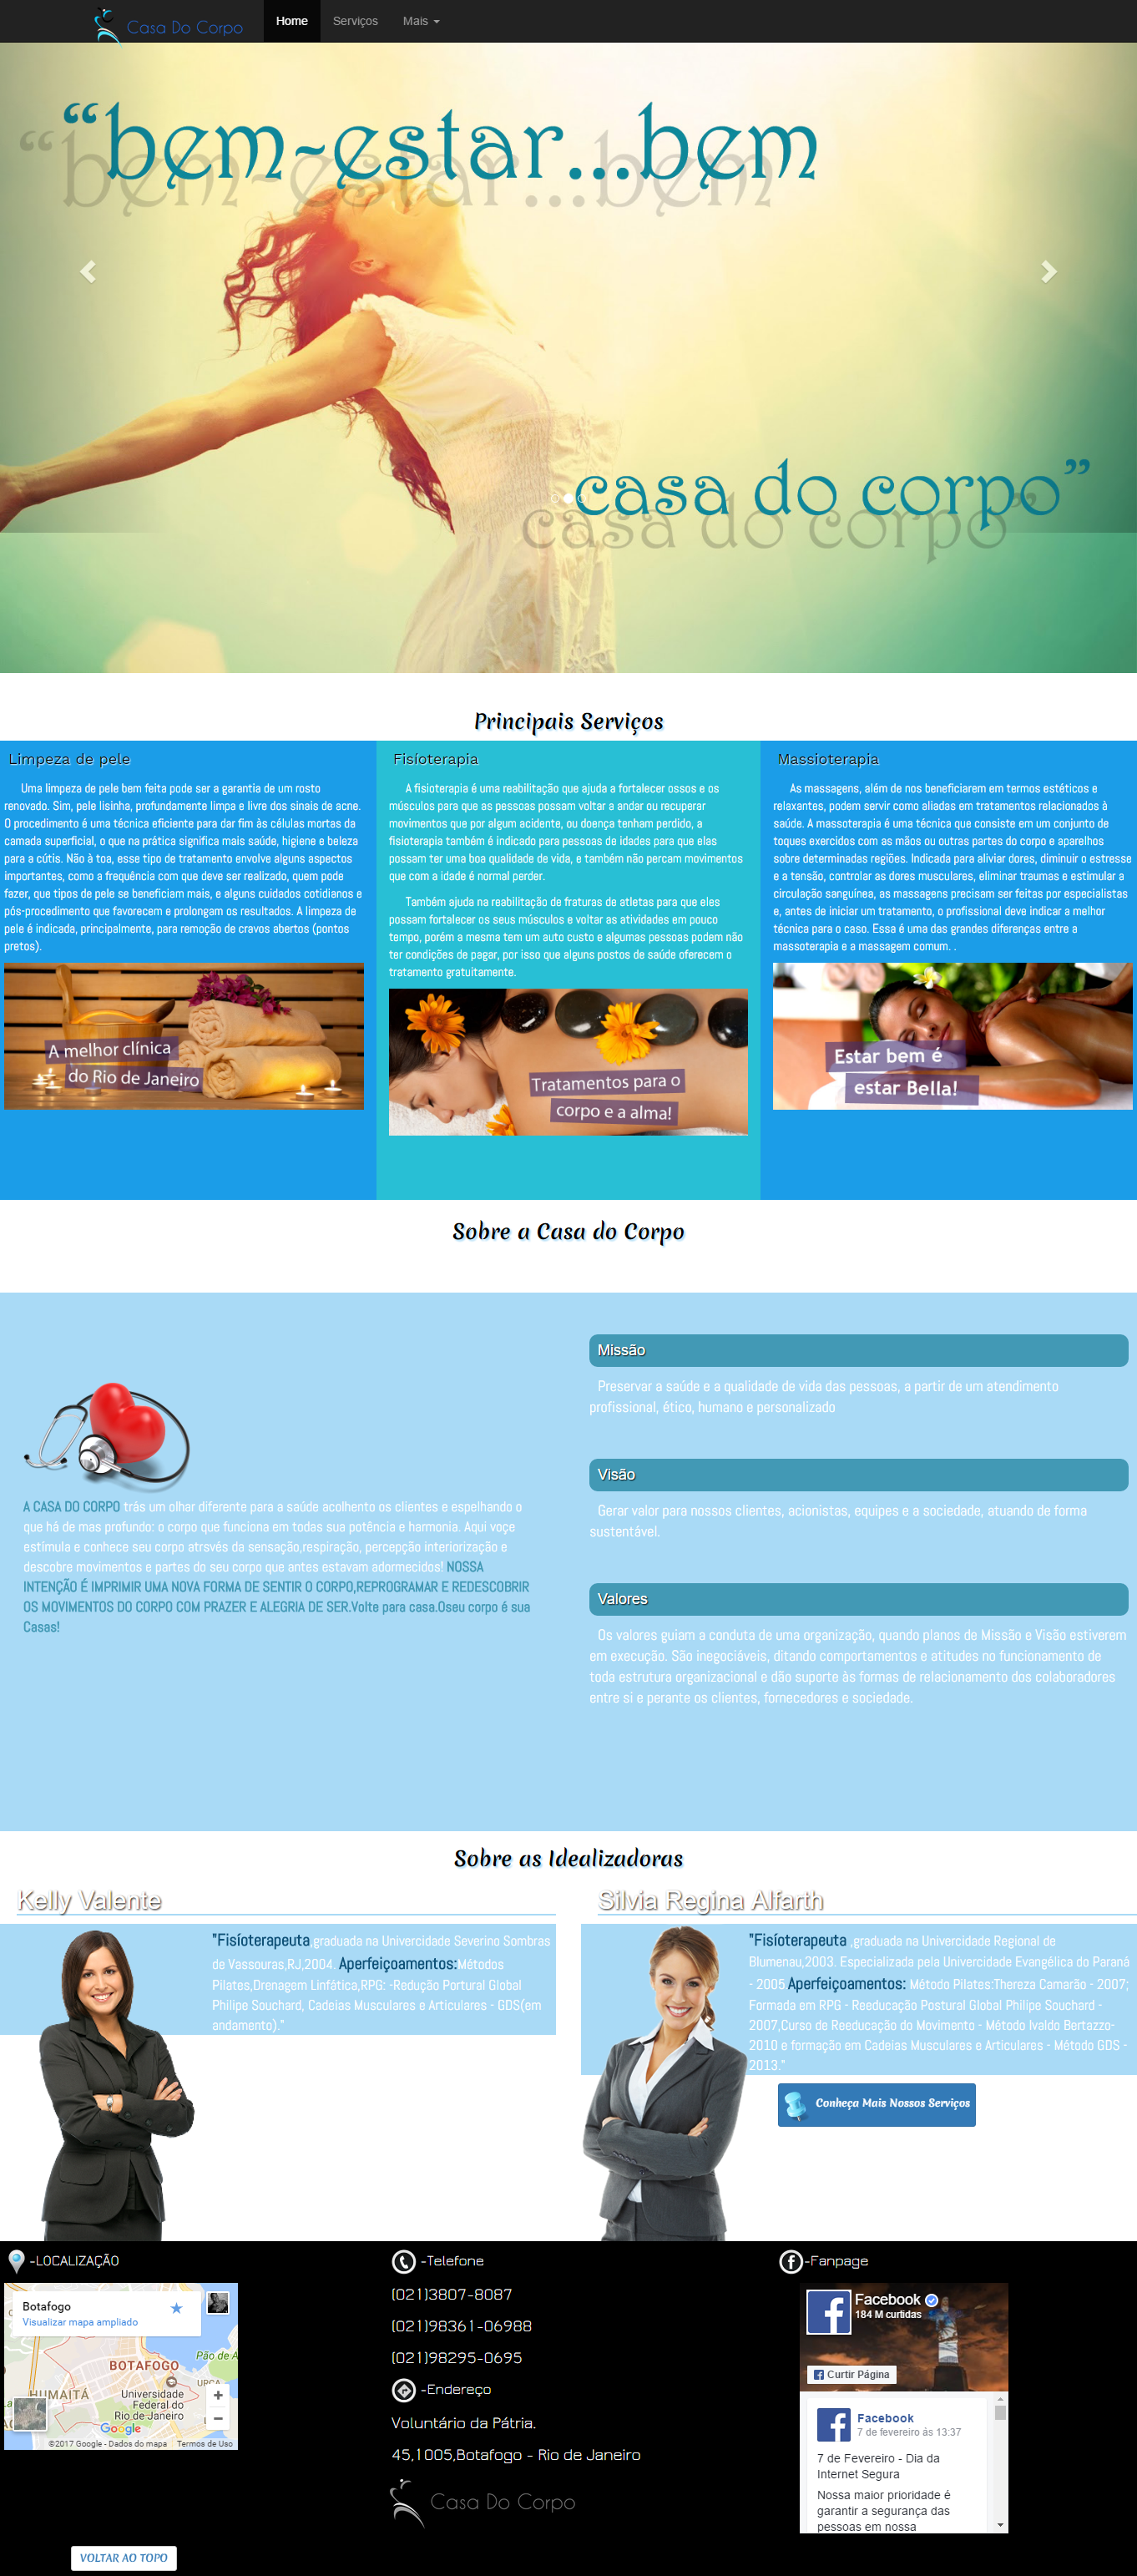 Casa Do Corpo
Home
Serviços
Mais
“bem-estar...bem
casa do corpo”
Principais Serviços
Limpeza de pele
Uma limpeza de pele bem feita pode ser a garantia de um rosto
renovado. Sim, pele lisinha, profundamente limpa e livre dos sinais de acne.
O procedimento é uma técnica eficiente para dar fim às células mortas da
camada superficial, o que na prática significa mais saúde, higiene e beleza
para a cútis. Não à toa, esse tipo de tratamento envolve alguns aspectos
importantes, como a frequência com que deve ser realizado, quem pode
fazer, que tipos de pele se beneficiam mais, e alguns cuidados cotidianos e
pós-procedimento que favorecem e prolongam os resultados. A limpeza de
pele é indicada, principalmente, para remoção de cravos abertos (pontos
pretos).
A melhor clínica
do Rio de Janeiro
Fisíoterapia
A fisioterapia é uma reabilitação que ajuda a fortalecer ossos e os
músculos para que as pessoas possam voltar a andar ou recuperar
movimentos que por algum acidente, ou doença tenham perdido, a
fisioterapia também é indicado para pessoas de idades para que elas
possam ter uma boa qualidade de vida, e também não percam movimentos
que com a idade é normal perder.
Também ajuda na reabilitação de fraturas de atletas para que eles
possam fortalecer os seus músculos e voltar as atividades em pouco
tempo, porém a mesma tem um auto custo e algumas pessoas podem não
ter condições de pagar, por isso que alguns postos de saúde oferecem o
tratamento gratuitamente.
Tratamentos para o
corpo e a alma!
Massioterapia
As massagens, além de nos beneficiarem em termos estéticos e
relaxantes, podem servir como aliadas em tratamentos relacionados à
saúde. A massoterapia é uma técnica que consiste em um conjunto de
toques exercidos com as mãos ou outras partes do corpo e aparelhos
sobre determinadas regiões. Indicada para aliviar dores, diminuir o estresse
e a tensão, controlar as dores musculares, eliminar traumas e estimular a
circulação sanguínea, as massagens precisam ser feitas por especialistas
e, antes de iniciar um tratamento, o profissional deve indicar a melhor
técnica para o caso. Essa é uma das grandes diferenças entre a
massoterapia e a massagem comum. .
Estar bem é
estar Bella!
Sobre a Casa do Corpo
A CASA DO CORPO trás um olhar diferente para a saúde acolhento os clientes e espelhando o
que há de mas profundo: o corpo que funciona em todas sua potência e harmonia. Aqui voçe
estimula e conhece seu corpo atrsvés da sensação,respiração, percepção interiorização e
descobre movimentos e partes do seu corpo que antes estavam adormecidos! NOSSA
INTENÇÃO É IMPRIMIR UMA NOVA FORMA DE SENTIR O CORPO,REPROGRAMAR E REDESCOBRIR
OS MOVIMENTOS DO CORPO COM PRAZER E ALEGRIA DE SER.Volte para casa.Oseu corpo é sua
Casas!
Missão
Preservar a saúde e a qualidade de vida das pessoas, a partir de um atendimento
profissional, ético, humano e personalizado
Visão
Gerar valor para nossos clientes, acionistas, equipes e a sociedade, atuando de forma
sustentável.
Valores
Os valores guiam a conduta de uma organização, quando planos de Missão e Visão estiverem
em execução. São inegociáveis, ditando comportamentos e atitudes no funcionamento de
toda estrutura organizacional e dão suporte às formas de relacionamento dos colaboradores
entre si e perante os clientes, fornecedores e sociedade.
Sobre as Idealizadoras
Kelly Valente
"Fisíoterapeuta graduada na Univercidade Severino Sombras
de Vassouras,RJ,2004. Aperfeiçoamentos:Métodos
Pilates,Drenagem Linfática,RPG: -Redução Portural Global
Philipe Souchard, Cadeias Musculares e Articulares - GDS(em
andamento)."
Silvia Regina Alfarth
"Fisíoterapeuta ,graduada na Univercidade Regional de
Blumenau,2003. Especializada pela Univercidade Evangélica do Paraná
- 2005 Aperfeiçoamentos: Método Pilates:Thereza Camarão - 2007;
Formada em RPG - Reeducação Postural Global Philipe Souchard -
2007,Curso de Reeducação do Movimento - Método Ivaldo Bertazzo-
2010 e formação em Cadeias Musculares e Articulares - Método GDS -
2013."
Conheça Mais Nossos Serviços
-LOCALIZAÇÃO
Botafogo
Visualizar mapa ampliado
Pão de A
BOTAFOGO
HUMAITÁ
URCA
Universidade
Federal do
Rio de Janeiro
Google
©2017 Google - Dados do mapa
Termos de Uso
-Telefone
(021)3807-8087
(021)98361-06988
(021)98295-0695
-Endereço
Voluntário da Pátria.
45,1005,Botafogo - Rio de Janeiro
Casa Do Corpo
-Fanpage
Facebook
184 M curtidas
Curtir Página
Facebook
7 de fevereiro às 13:37
7 de Fevereiro - Dia da
Internet Segura
Nossa maior prioridade é
garantir a segurança das
pessoas em nossa
VOLTAR AO TOPO